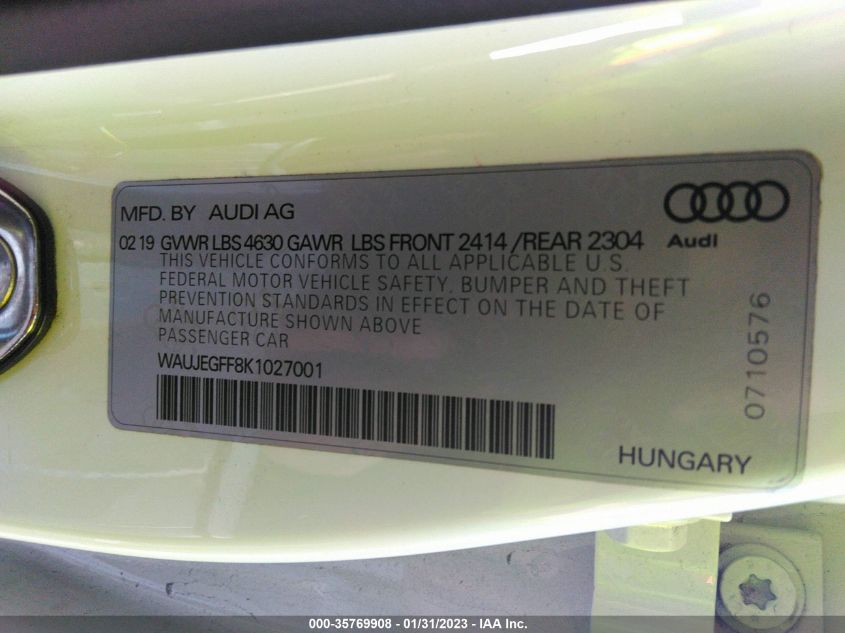 MFD. BY AUDI AG
02 19 GVWR LBS 4630 GAWR LBS FRONT 2414 /REAR 2304
THIS VEHICLE CONFORMS TO ALL APPLICABLE U.S.
FEDERAL MOTOR VEHICLE SAFETY, BUMPER AND THEFT
PREVENTION STANDARDS IN EFFECT ON THE DATE OF
MANUFACTURE SHOWN ABOVE
PASSENGER CAR
WAUJEGFF8K1027001
Audi
0710576
HUNGARY
000-35769908 - 01/31/2023 - IAA Inc.